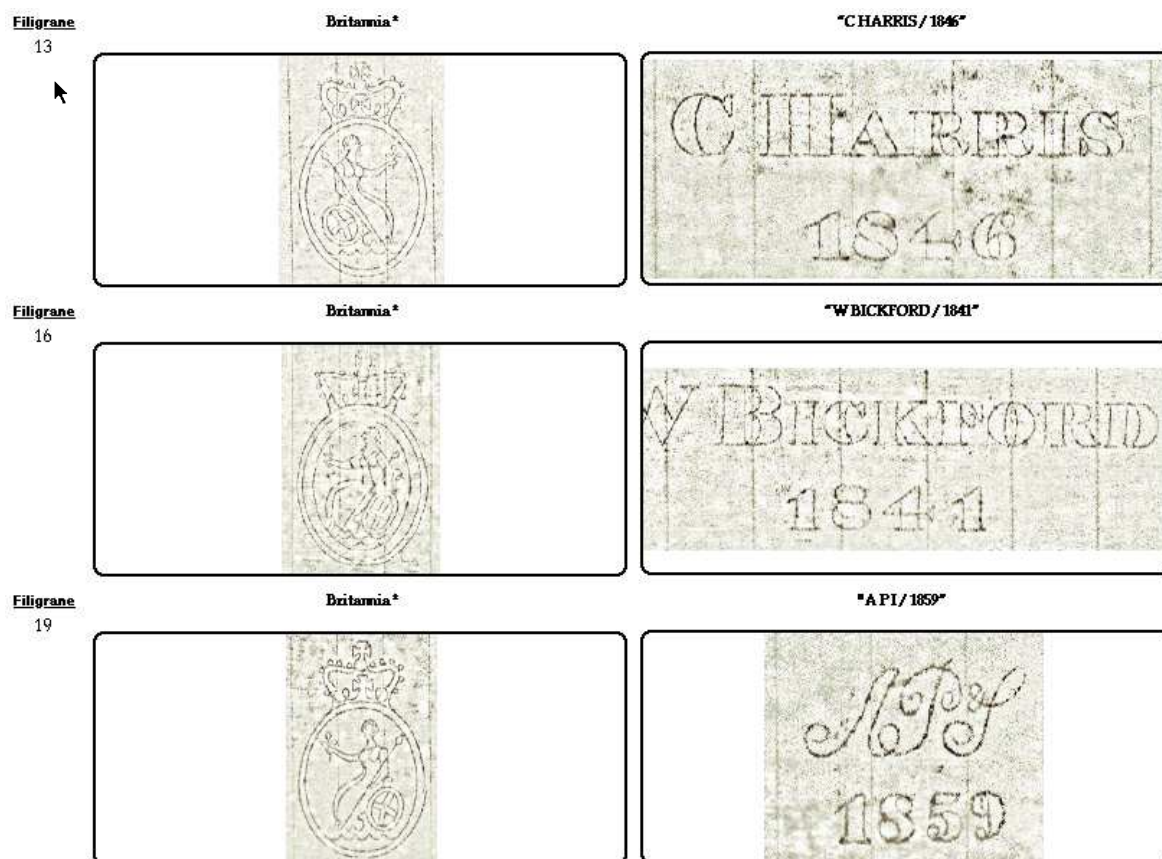 Filigrane Britannia* "C HARRIS / 1846"
13
C HARRIS
1846
Filigrane Britannia* "W BICKFORD / 1841"
16
W BICKFORD
1841
Filigrane Britannia* "A P I / 1859"
19
API
1859